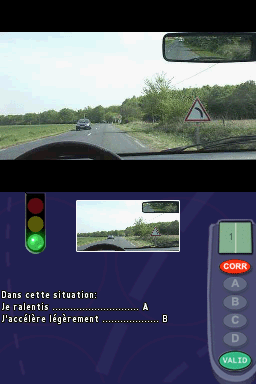 1
CORR
A
B
C
D
VALID
Dans cette situation:
Je ralentis ............................ A
J'accélère légèrement .................. B